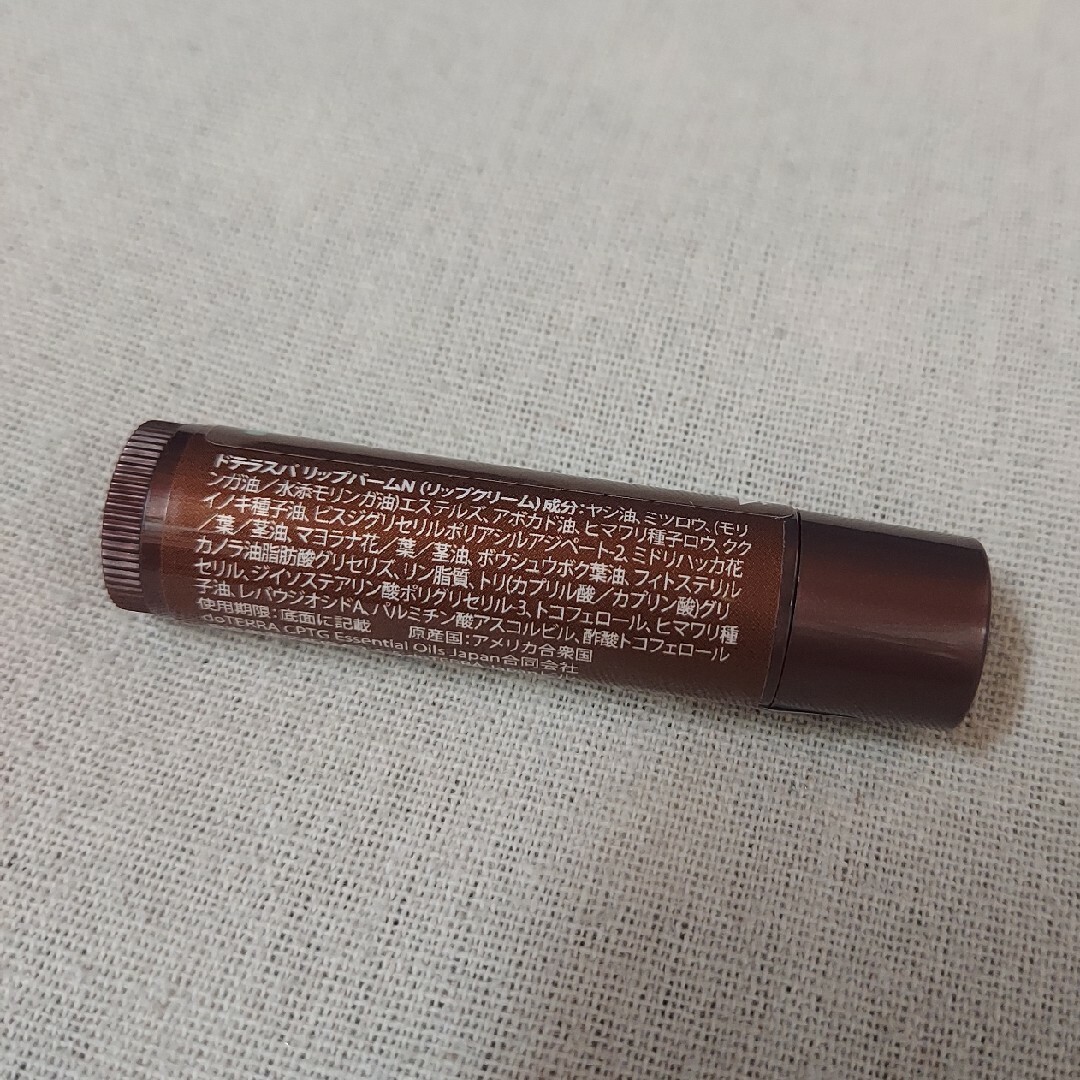 ドテラスパ リップバームN (リップクリーム) 成分：ヤシ油、ミツロウ、(モリ
ンガ油／水添モリンガ油)エステルズ、アボカド油、ヒマワリ種子ロウ、クク
イノキ種子油、ビスジグリセリルポリアシルアジペート2、ミドリハッカ花
／葉／茎油、マヨラナ花／葉／茎油、ボウシュウボク葉油、フィトステリル
カノラ油脂肪酸グリセリズ、リン脂質、トリ(カプリル酸／カプリン酸)グリ
セリル、ジイソステアリン酸ポリグリセリル-3、トコフェロール、ヒマワリ種
子油、レバウジオシドA、パルミチン酸アスコルビル、酢酸トコフェロール
使用期限：底面に記載 原産国：アメリカ合衆国
doTERRA CPTG Essential Oils Japan合同会社